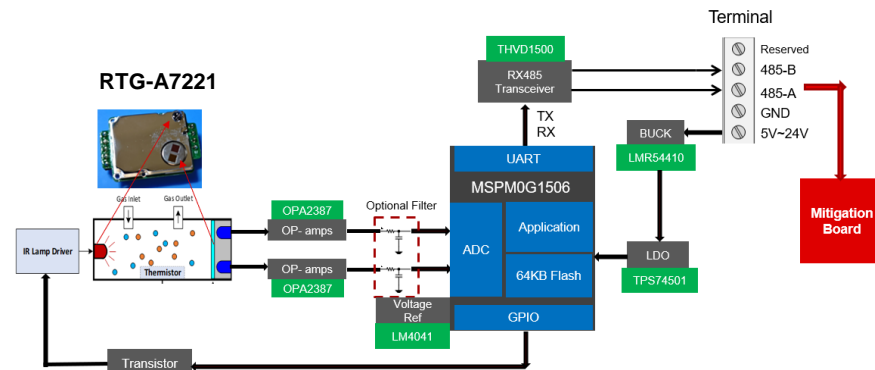 Terminal
THVD1500
RX485
Transceiver
Reserved
485-B
485-A
GND
5V~24V
RTG-A7221
TX
RX
BUCK
LMR54410
UART
MSPM0G1506
Gas Inlet
Gas Outlet
OPA2387
OP- amps
Optional Filter
ADC
Application
64KB Flash
Mitigation
Board
IR Lamp Driver
Thermistor
OP- amps
OPA2387
LDO
TPS74501
Voltage
Ref
LM4041
GPIO
Transistor